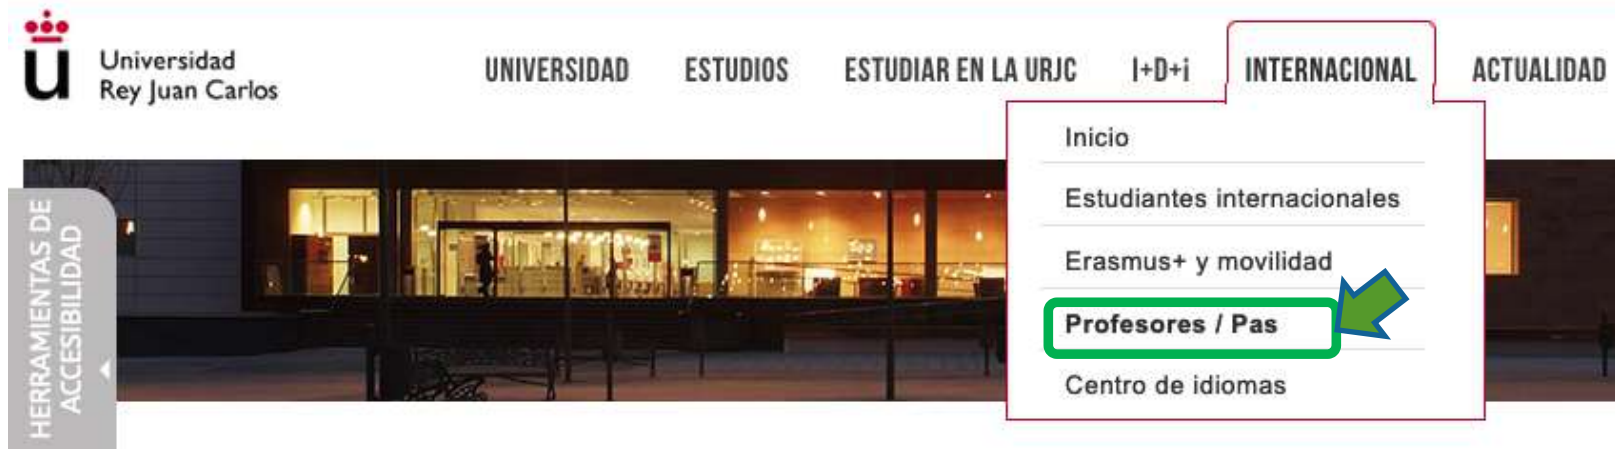 Universidad
Rey Juan Carlos
UNIVERSIDAD ESTUDIOS ESTUDIAR EN LA URJC I+D+i INTERNACIONAL ACTUALIDAD
Inicio
Estudiantes internacionales
Erasmus+ y movilidad
Profesores / Pas
Centro de idiomas
HERRAMIENTAS DE
ACCESIBILIDAD